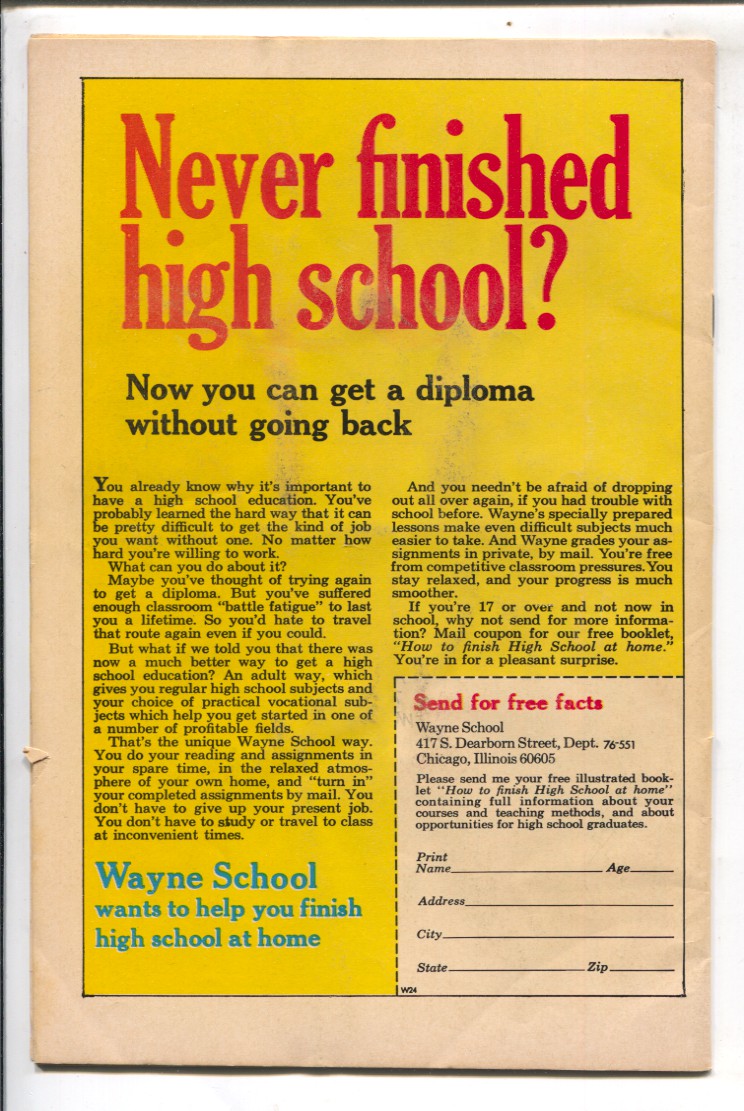 Never finished
high school?
Now you can get a diploma
without going back
You already know why it's important to
have a high school education. You've
probably learned the hard way that it can
be pretty difficult to get the kind of job
you want without one. No matter how
hard you're willing to work.
What can you do about it?
Maybe you've thought of trying again
to get a diploma. But you've suffered
enough classroom "battle fatigue" to last
you a lifetime. So you'd hate to travel
that route again even if you could.
But what if we told you that there was
now a much better way to get a high
school education? An adult way, which
gives you regular high school subjects and
your choice of practical vocational sub-
jects which help you get started in one of
a number of profitable fields.
That's the unique Wayne School way.
You do your reading and assignments in
your spare time, in the relaxed atmos-
phere of your own home, and "turn in"
your completed assignments by mail. You
don't have to give up your present job.
You don't have to study or travel to class
at inconvenient times.
Wayne School
wants to help you finish
high school at home
And you needn't be afraid of dropping
out all over again, if you had trouble with
school before. Wayne's specially prepared
lessons make even difficult subjects much
easier to take. And Wayne grades your as-
signments in private, by mail. You're free
from competitive classroom pressures. You
stay relaxed, and your progress is much
smoother.
If you're 17 or over and not now in
school, why not send for more informa-
tion? Mail coupon for our free booklet,
"How to finish High School at home."
You're in for a pleasant surprise.
Send for free facts
Wayne School
417 S. Dearborn Street, Dept. 76-551
Chicago, Illinois 60605
Please send me your free illustrated book-
let "How to finish High School at home"
containing full information about your
courses and teaching methods, and about
opportunities for high school graduates.
Print
Name Age
Address
City
State Zip
W24